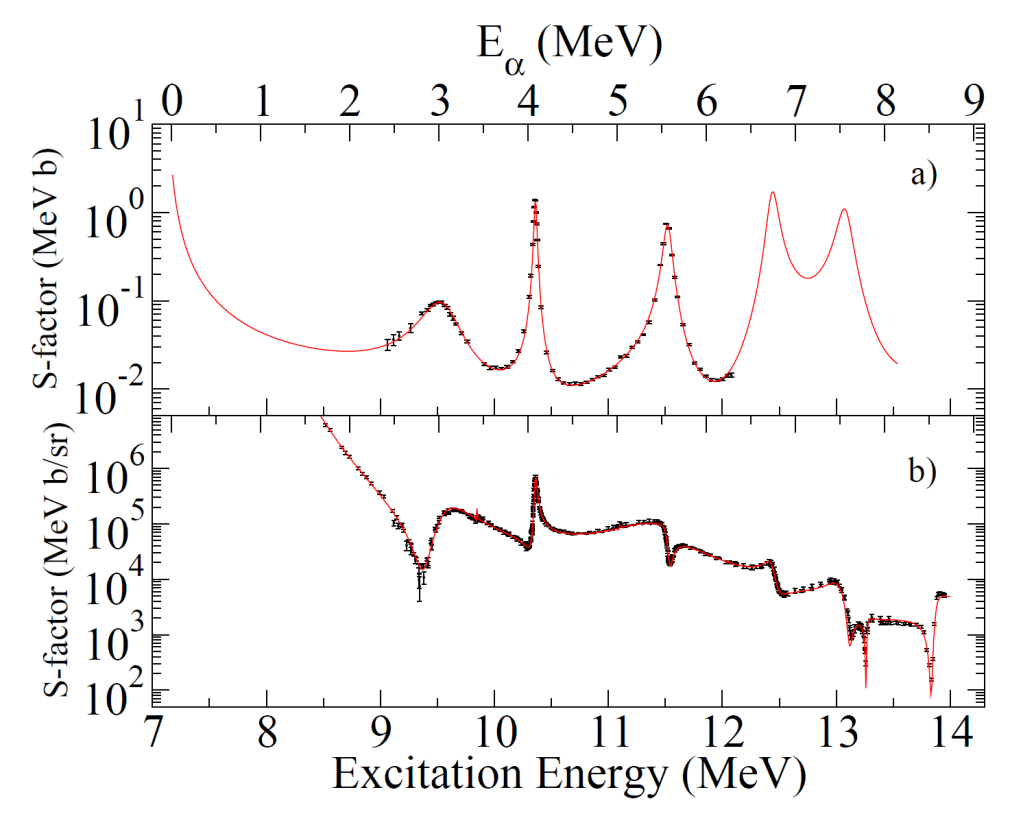 E_α (MeV)
0 1 2 3 4 5 6 7 8 9
a)
S-factor (MeV b)
10^1
10^0
10^-1
10^-2
b)
S-factor (MeV b/sr)
10^6
10^5
10^4
10^3
10^2
7 8 9 10 11 12 13 14
Excitation Energy (MeV)